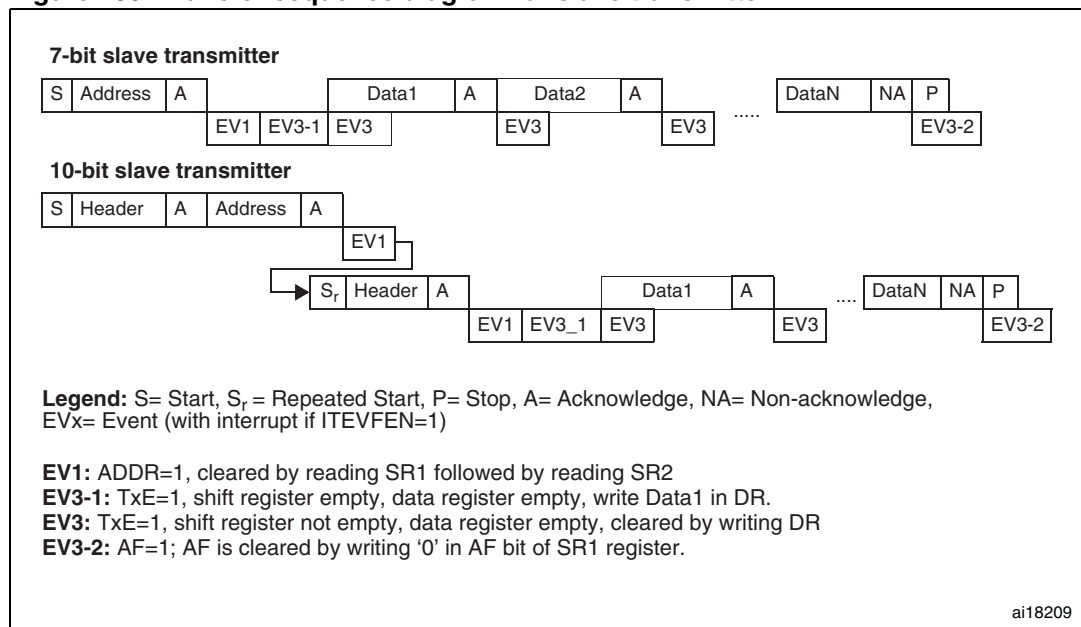 7-bit slave transmitter
S Address A Data1 A Data2 A ..... DataN NA P
EV1 EV3-1 EV3 EV3 EV3 EV3-2
10-bit slave transmitter
S Header A Address A
EV1
Sr Header A Data1 A .... DataN NA P
EV1 EV3_1 EV3 EV3 EV3-2
Legend: S= Start, Sr = Repeated Start, P= Stop, A= Acknowledge, NA= Non-acknowledge,
EVx= Event (with interrupt if ITEVFEN=1)
EV1: ADDR=1, cleared by reading SR1 followed by reading SR2
EV3-1: TxE=1, shift register empty, data register empty, write Data1 in DR.
EV3: TxE=1, shift register not empty, data register empty, cleared by writing DR
EV3-2: AF=1; AF is cleared by writing ‘0’ in AF bit of SR1 register.
ai18209